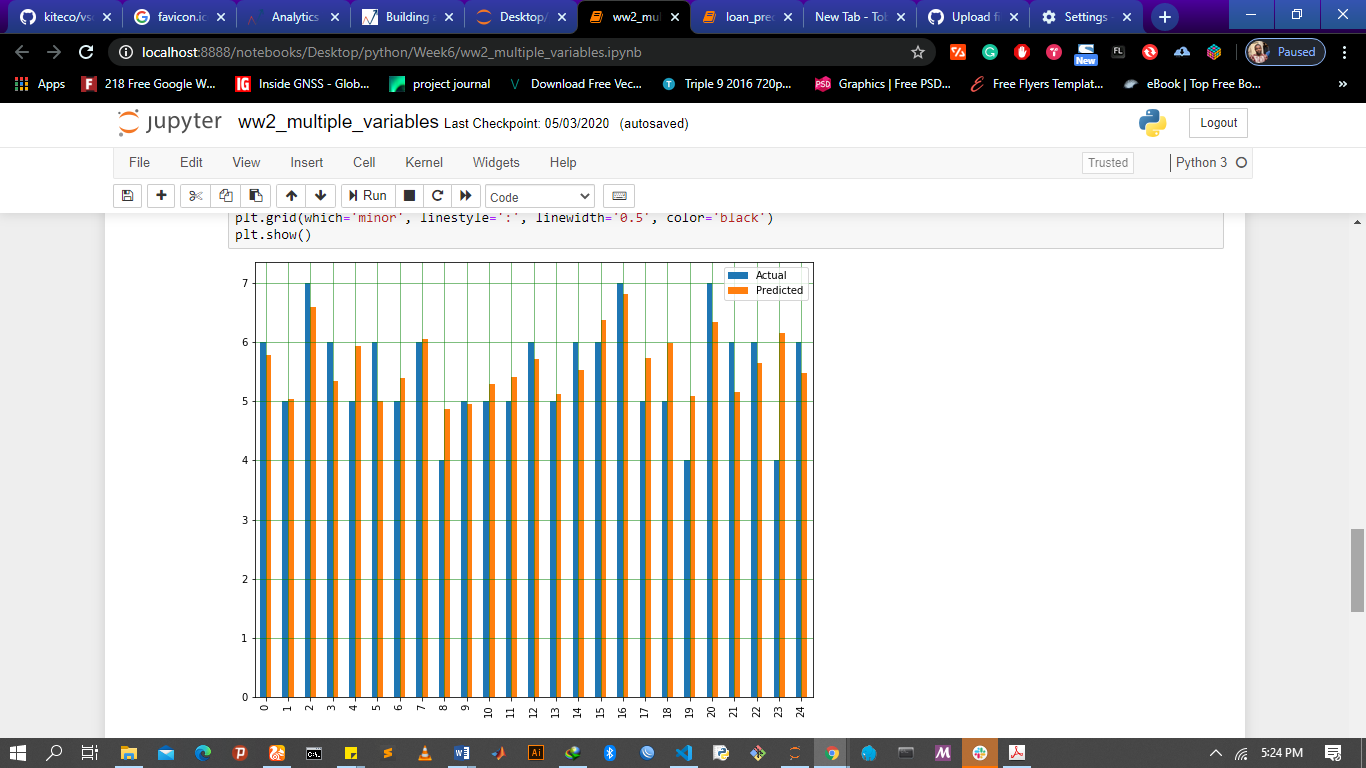 kiteco/vsc
favicon.ic
Analytics
Building a
Desktop/
ww2_mul
loan_pred
New Tab - Tob
Upload fi
Settings -
localhost:8888/notebooks/Desktop/python/Week6/ww2_multiple_variables.ipynb
FL
New
Paused
Apps
218 Free Google W...
IG
Inside GNSS - Glob...
project journal
Download Free Vec...
Triple 9 2016 720p...
PSD
Graphics | Free PSD...
Free Flyers Templat...
eBook | Top Free Bo...
»
jupyter
ww2_multiple_variables Last Checkpoint: 05/03/2020 (autosaved)
Logout
File Edit View Insert Cell Kernel Widgets Help
Trusted
Python 3
Run
Code
plt.grid(which='minor', linestyle=':', linewidth='0.5', color='black')
plt.show()
Actual
Predicted
7
6
5
4
3
2
1
0
0 1 2 3 4 5 6 7 8 9 10 11 12 13 14 15 16 17 18 19 20 21 22 23 24
5:24 PM